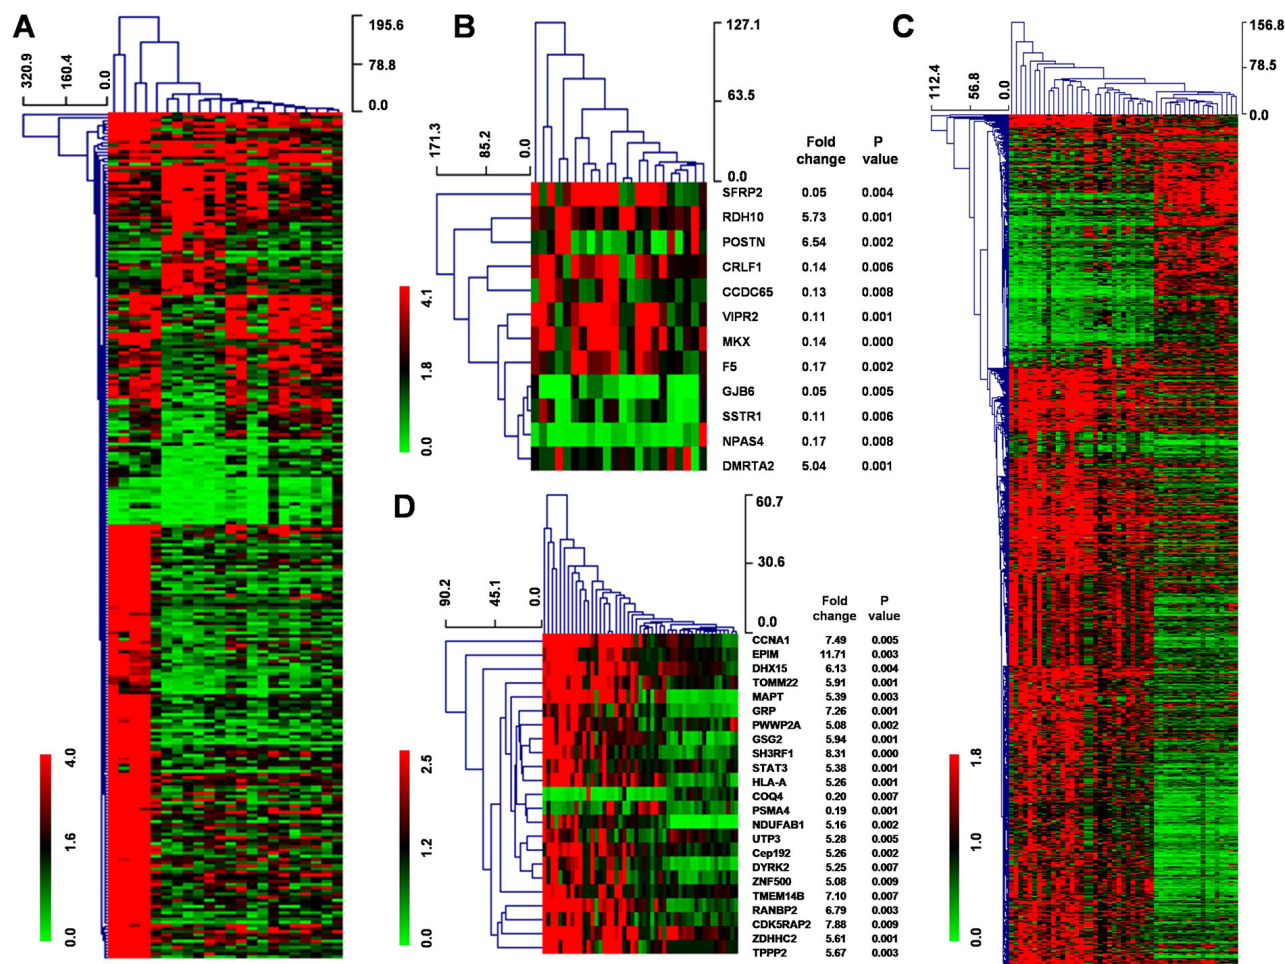 A
195.6
78.8
0.0
320.9
160.4
0.0
4.0
1.6
0.0
B
127.1
63.5
0.0
171.3
85.2
0.0
4.1
1.8
0.0
Fold change P value
SFRP2 0.05 0.004
RDH10 5.73 0.001
POSTN 6.54 0.002
CRLF1 0.14 0.006
CCDC65 0.13 0.008
VIPR2 0.11 0.001
MKX 0.14 0.000
F5 0.17 0.002
GJB6 0.05 0.005
SSTR1 0.11 0.006
NPAS4 0.17 0.008
DMRTA2 5.04 0.001
D
60.7
30.6
0.0
90.2
45.1
0.0
2.5
1.2
0.0
Fold change P value
CCNA1 7.49 0.005
EPIM 11.71 0.003
DHX15 6.13 0.004
TOMM22 5.91 0.001
MAPT 5.39 0.003
GRP 7.26 0.001
PWWP2A 5.08 0.002
GSG2 5.94 0.001
SH3RF1 8.31 0.000
STAT3 5.38 0.001
HLA-A 5.26 0.001
COQ4 0.20 0.007
PSMA4 0.19 0.001
NDUFAB1 5.16 0.002
UTP3 5.28 0.005
Cep192 5.26 0.002
DYRK2 5.25 0.007
ZNF500 5.08 0.009
TMEM14B 7.10 0.007
RANBP2 6.79 0.003
CDK5RAP2 7.88 0.009
ZDHHC2 5.61 0.001
TPPP2 5.67 0.003
C
156.8
78.5
0.0
112.4
56.8
0.0
1.8
1.0
0.0